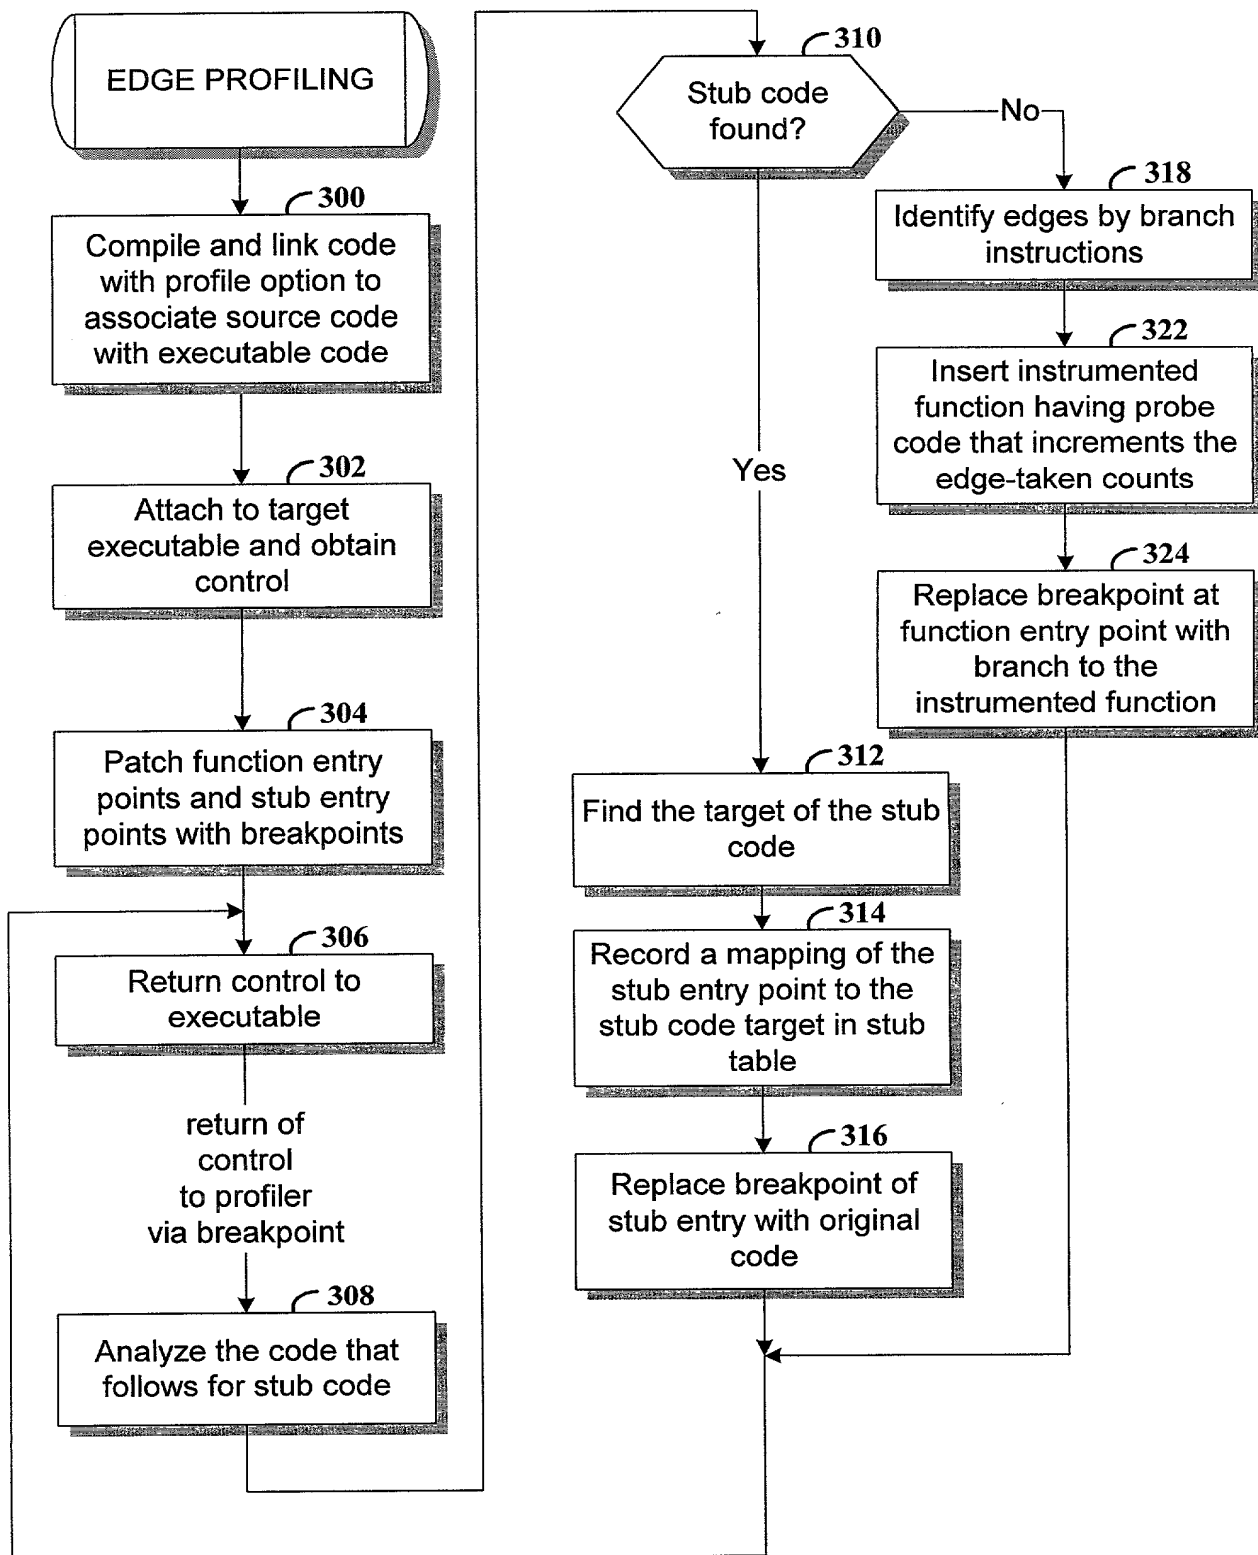 EDGE PROFILING
300
Compile and link code
with profile option to
associate source code
with executable code
302
Attach to target
executable and obtain
control
304
Patch function entry
points and stub entry
points with breakpoints
306
Return control to
executable
return of
control
to profiler
via breakpoint
308
Analyze the code that
follows for stub code
310
Stub code
found?
No
Yes
318
Identify edges by branch
instructions
322
Insert instrumented
function having probe
code that increments the
edge-taken counts
324
Replace breakpoint at
function entry point with
branch to the
instrumented function
312
Find the target of the stub
code
314
Record a mapping of the
stub entry point to the
stub code target in stub
table
316
Replace breakpoint of
stub entry with original
code